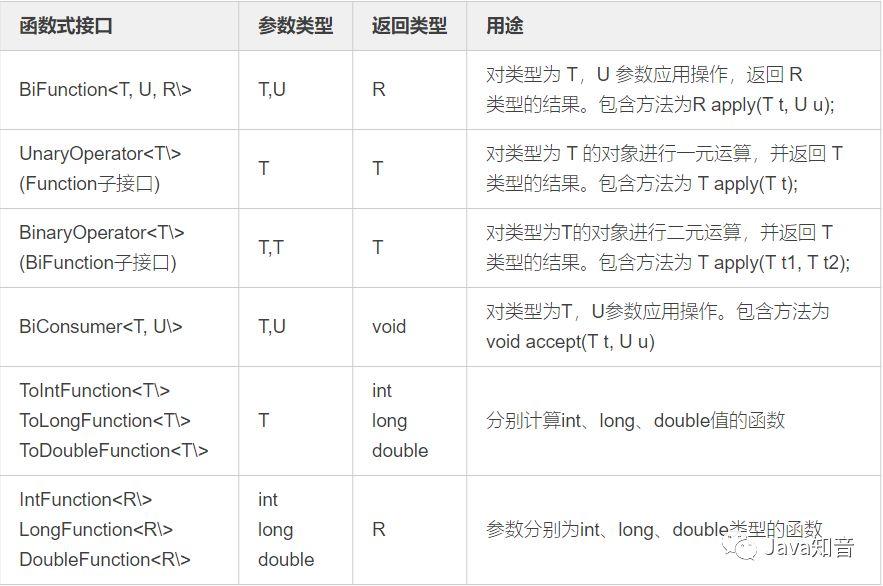 函数式接口 参数类型 返回类型 用途
BiFunction<T, U, R\> T,U R 对类型为 T，U 参数应用操作，返回 R
类型的结果。包含方法为R apply(T t, U u);
UnaryOperator<T\>
(Function子接口) T T 对类型为 T 的对象进行一元运算，并返回 T
类型的结果。包含方法为 T apply(T t);
BinaryOperator<T\>
(BiFunction子接口) T,T T 对类型为T的对象进行二元运算，并返回 T
类型的结果。包含方法为 T apply(T t1, T t2);
BiConsumer<T, U\> T,U void 对类型为T，U参数应用操作。包含方法为
void accept(T t, U u)
ToIntFunction<T\> int
ToLongFunction<T\> T long 分别计算int、long、double值的函数
ToDoubleFunction<T\> double
IntFunction<R\> int
LongFunction<R\> long R 参数分别为int、long、double类型的函数
DoubleFunction<R\> double
Java知音